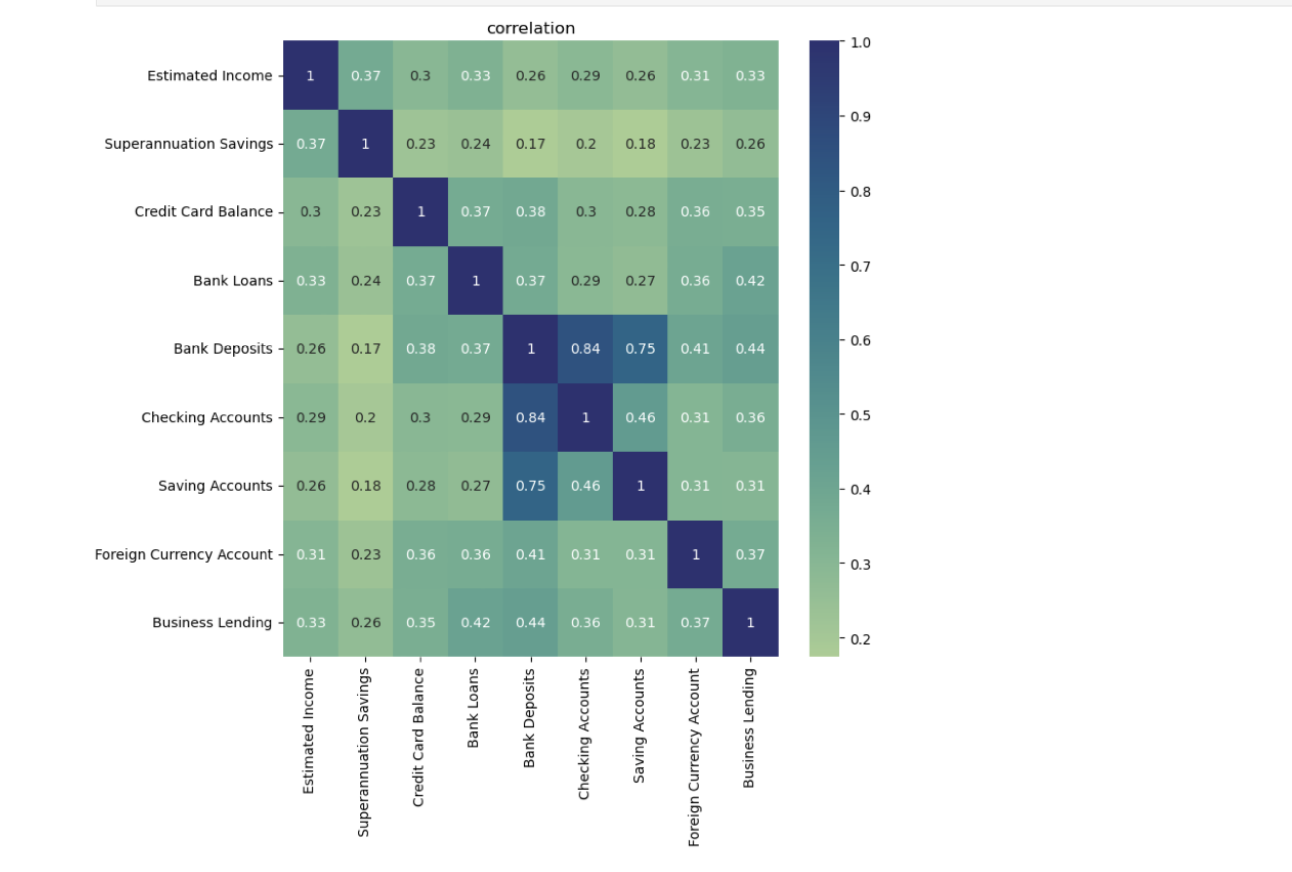 correlation
Estimated Income 1 0.37 0.3 0.33 0.26 0.29 0.26 0.31 0.33
Superannuation Savings 0.37 1 0.23 0.24 0.17 0.2 0.18 0.23 0.26
Credit Card Balance 0.3 0.23 1 0.37 0.38 0.3 0.28 0.36 0.35
Bank Loans 0.33 0.24 0.37 1 0.37 0.29 0.27 0.36 0.42
Bank Deposits 0.26 0.17 0.38 0.37 1 0.84 0.75 0.41 0.44
Checking Accounts 0.29 0.2 0.3 0.29 0.84 1 0.46 0.31 0.36
Saving Accounts 0.26 0.18 0.28 0.27 0.75 0.46 1 0.31 0.31
Foreign Currency Account 0.31 0.23 0.36 0.36 0.41 0.31 0.31 1 0.37
Business Lending 0.33 0.26 0.35 0.42 0.44 0.36 0.31 0.37 1
Estimated Income
Superannuation Savings
Credit Card Balance
Bank Loans
Bank Deposits
Checking Accounts
Saving Accounts
Foreign Currency Account
Business Lending
1.0
0.9
0.8
0.7
0.6
0.5
0.4
0.3
0.2